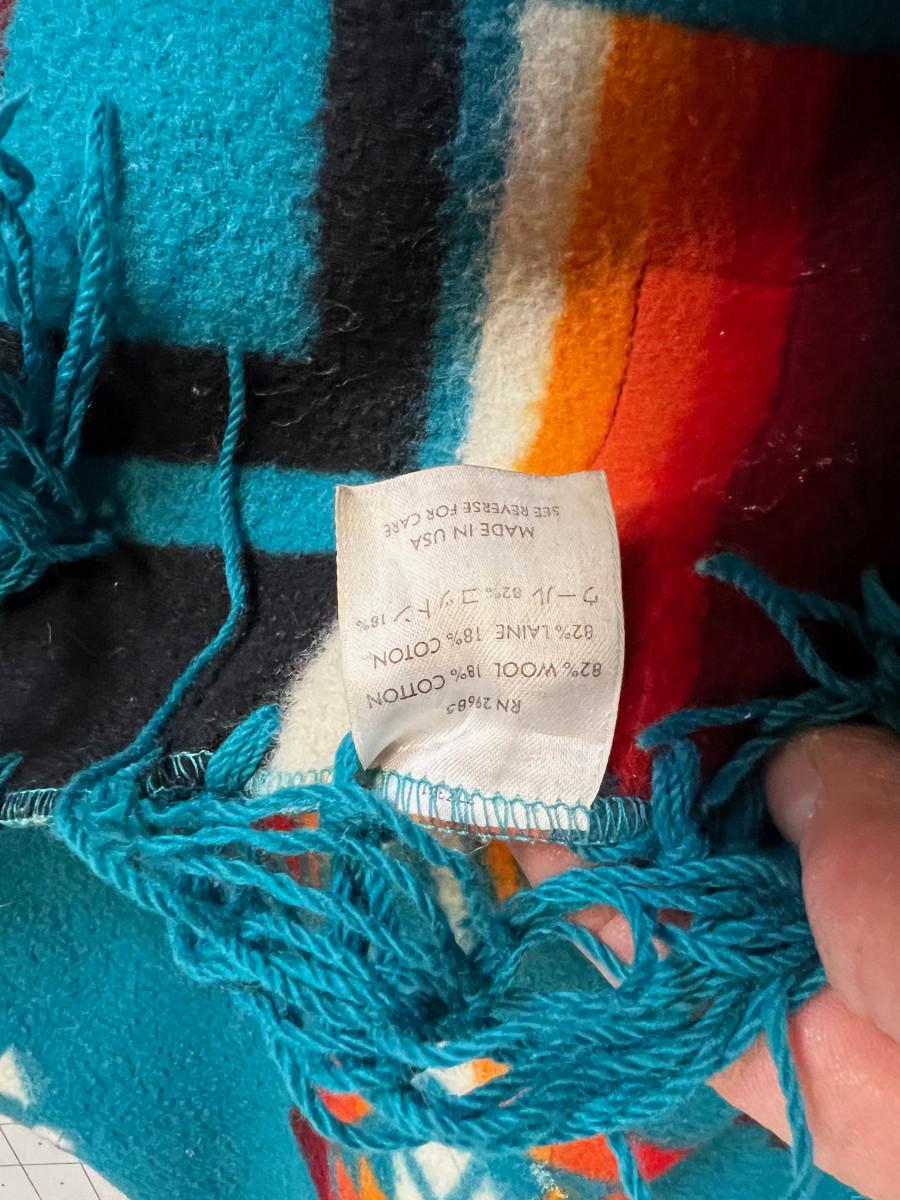 RN 29685
82% WOOL 18% COTTON
82% LAINE 18% COTON
ウール 82% コットン 18%
MADE IN USA
SEE REVERSE FOR CARE